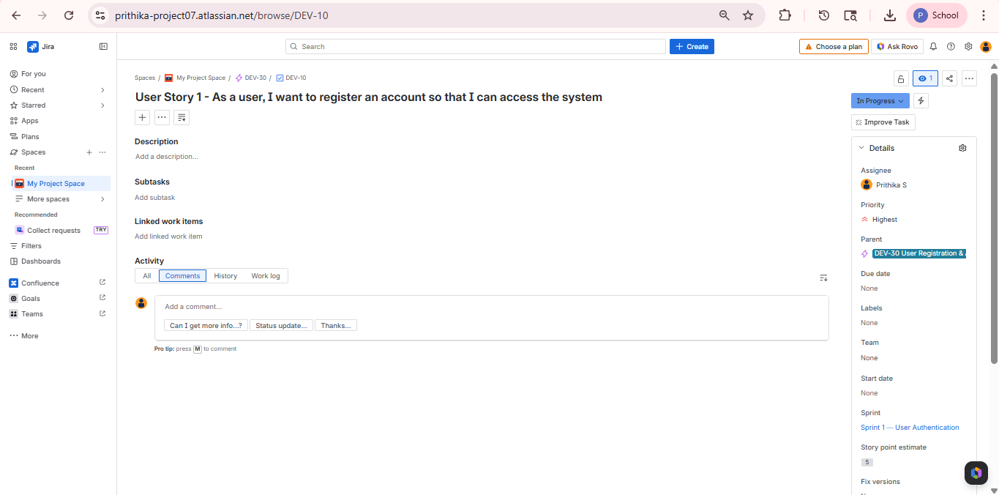 prithika-project07.atlassian.net/browse/DEV-10
P School
Jira
Search
+ Create
Choose a plan
Ask Rovo
For you
Recent
Starred
Apps
Plans
Spaces
Recent
My Project Space
More spaces
Recommended
Collect requests TRY
Filters
Dashboards
Confluence
Goals
Teams
More
Spaces / My Project Space / DEV-30 / DEV-10
User Story 1 - As a user, I want to register an account so that I can access the system
Description
Add a description...
Subtasks
Add subtask
Linked work items
Add linked work item
Activity
All Comments History Work log
Add a comment...
Can I get more info...? Status update... Thanks...
Pro tip: press M to comment
1
In Progress
Improve Task
Details
Assignee
Prithika S
Priority
Highest
Parent
DEV-30 User Registration &
Due date
None
Labels
None
Team
None
Start date
None
Sprint
Sprint 1 — User Authentication
Story point estimate
5
Fix versions